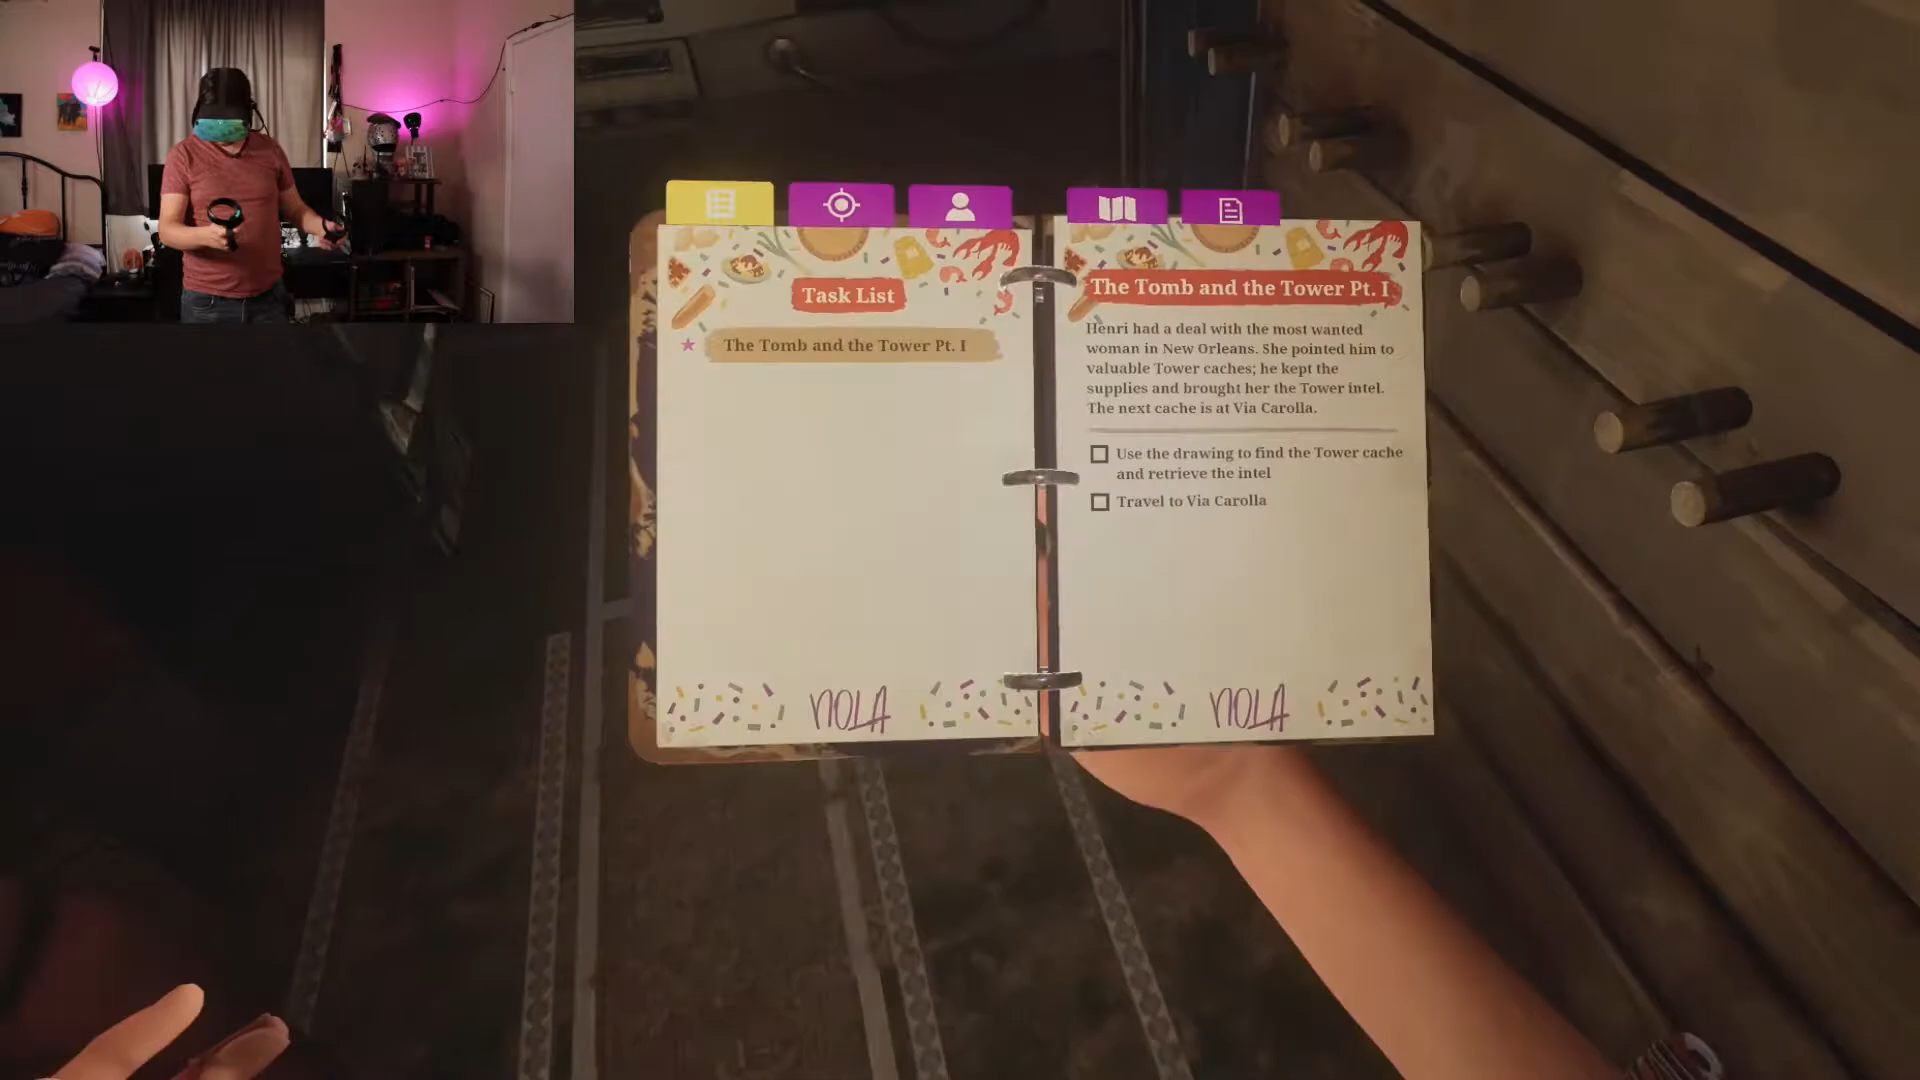 Task List
The Tomb and the Tower Pt. I
NOLA
The Tomb and the Tower Pt. I
Henri had a deal with the most wanted
woman in New Orleans. She pointed him to
valuable Tower caches; he kept the
supplies and brought her the Tower intel.
The next cache is at Via Carolla.
Use the drawing to find the Tower cache
and retrieve the intel
Travel to Via Carolla
NOLA